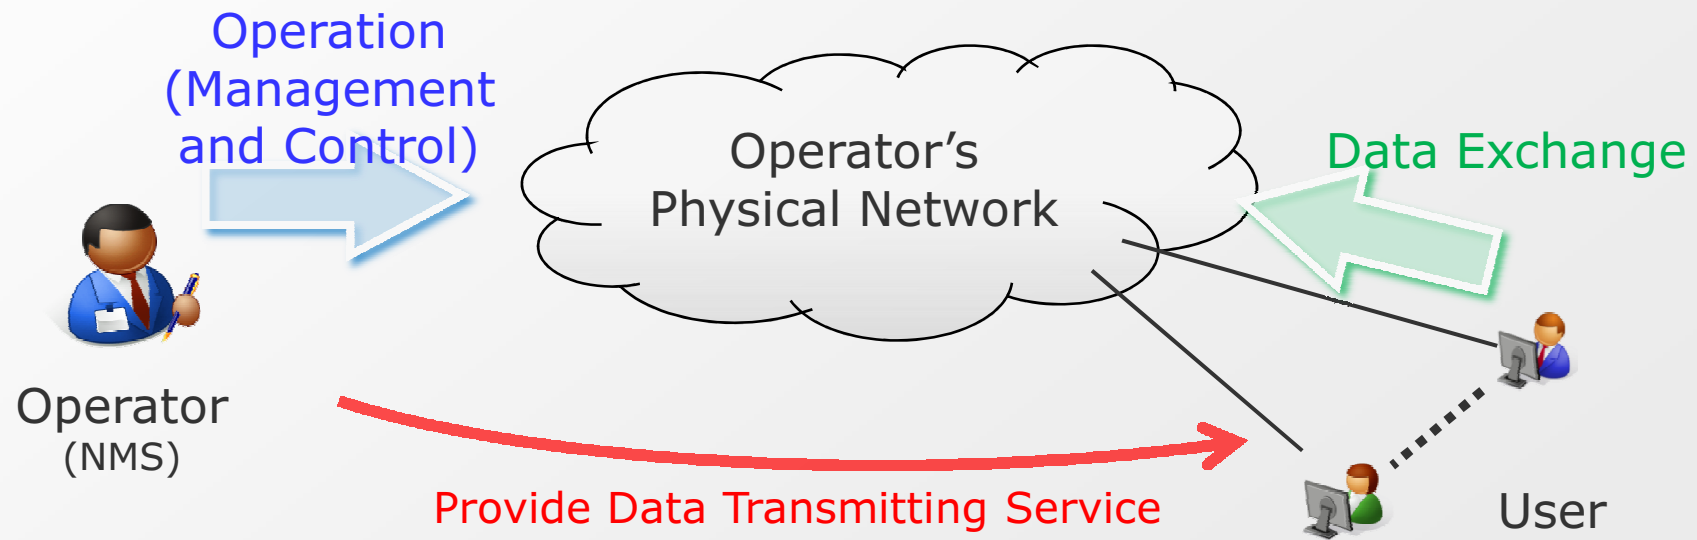 Operation
(Management
and Control)
Operator’s
Physical Network
Data Exchange
Operator
(NMS)
Provide Data Transmitting Service
User